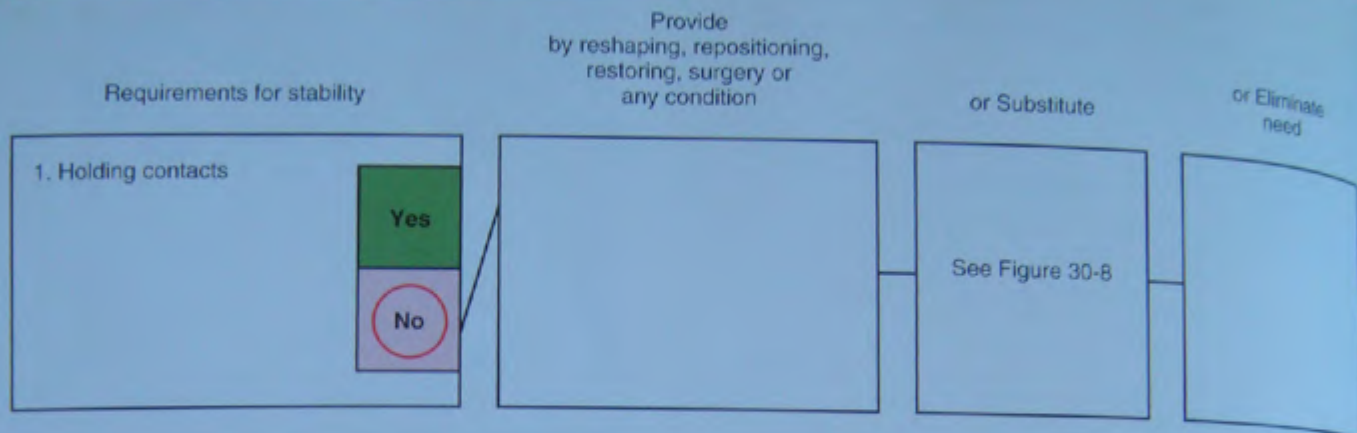 Provide
by reshaping, repositioning,
restoring, surgery or
any condition
Requirements for stability
or Substitute
or Eliminate
need
1. Holding contacts
Yes
No
See Figure 30-8